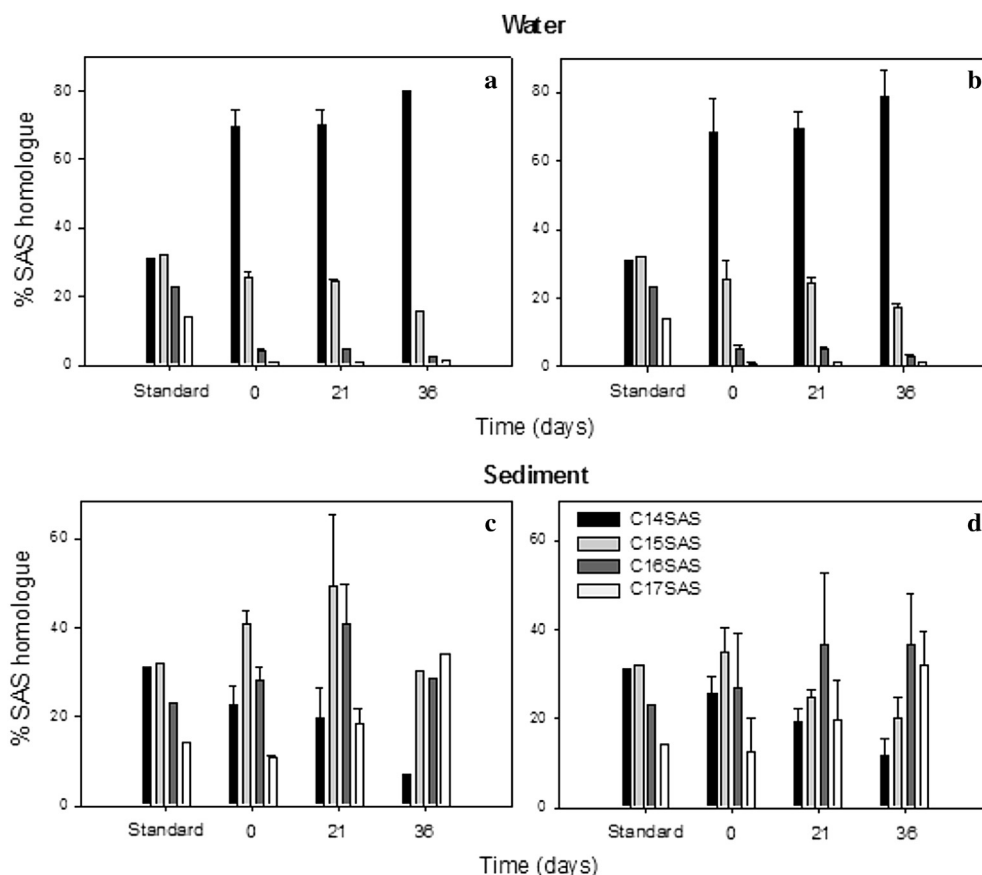 Water
a
b
80
60
40
20
0
% SAS homologue
Standard 0 21 36
80
60
40
20
0
Standard 0 21 36
Time (days)
Sediment
c
d
60
40
20
0
% SAS homologue
Standard 0 21 36
60
40
20
0
C14SAS
C15SAS
C16SAS
C17SAS
Standard 0 21 36
Time (days)